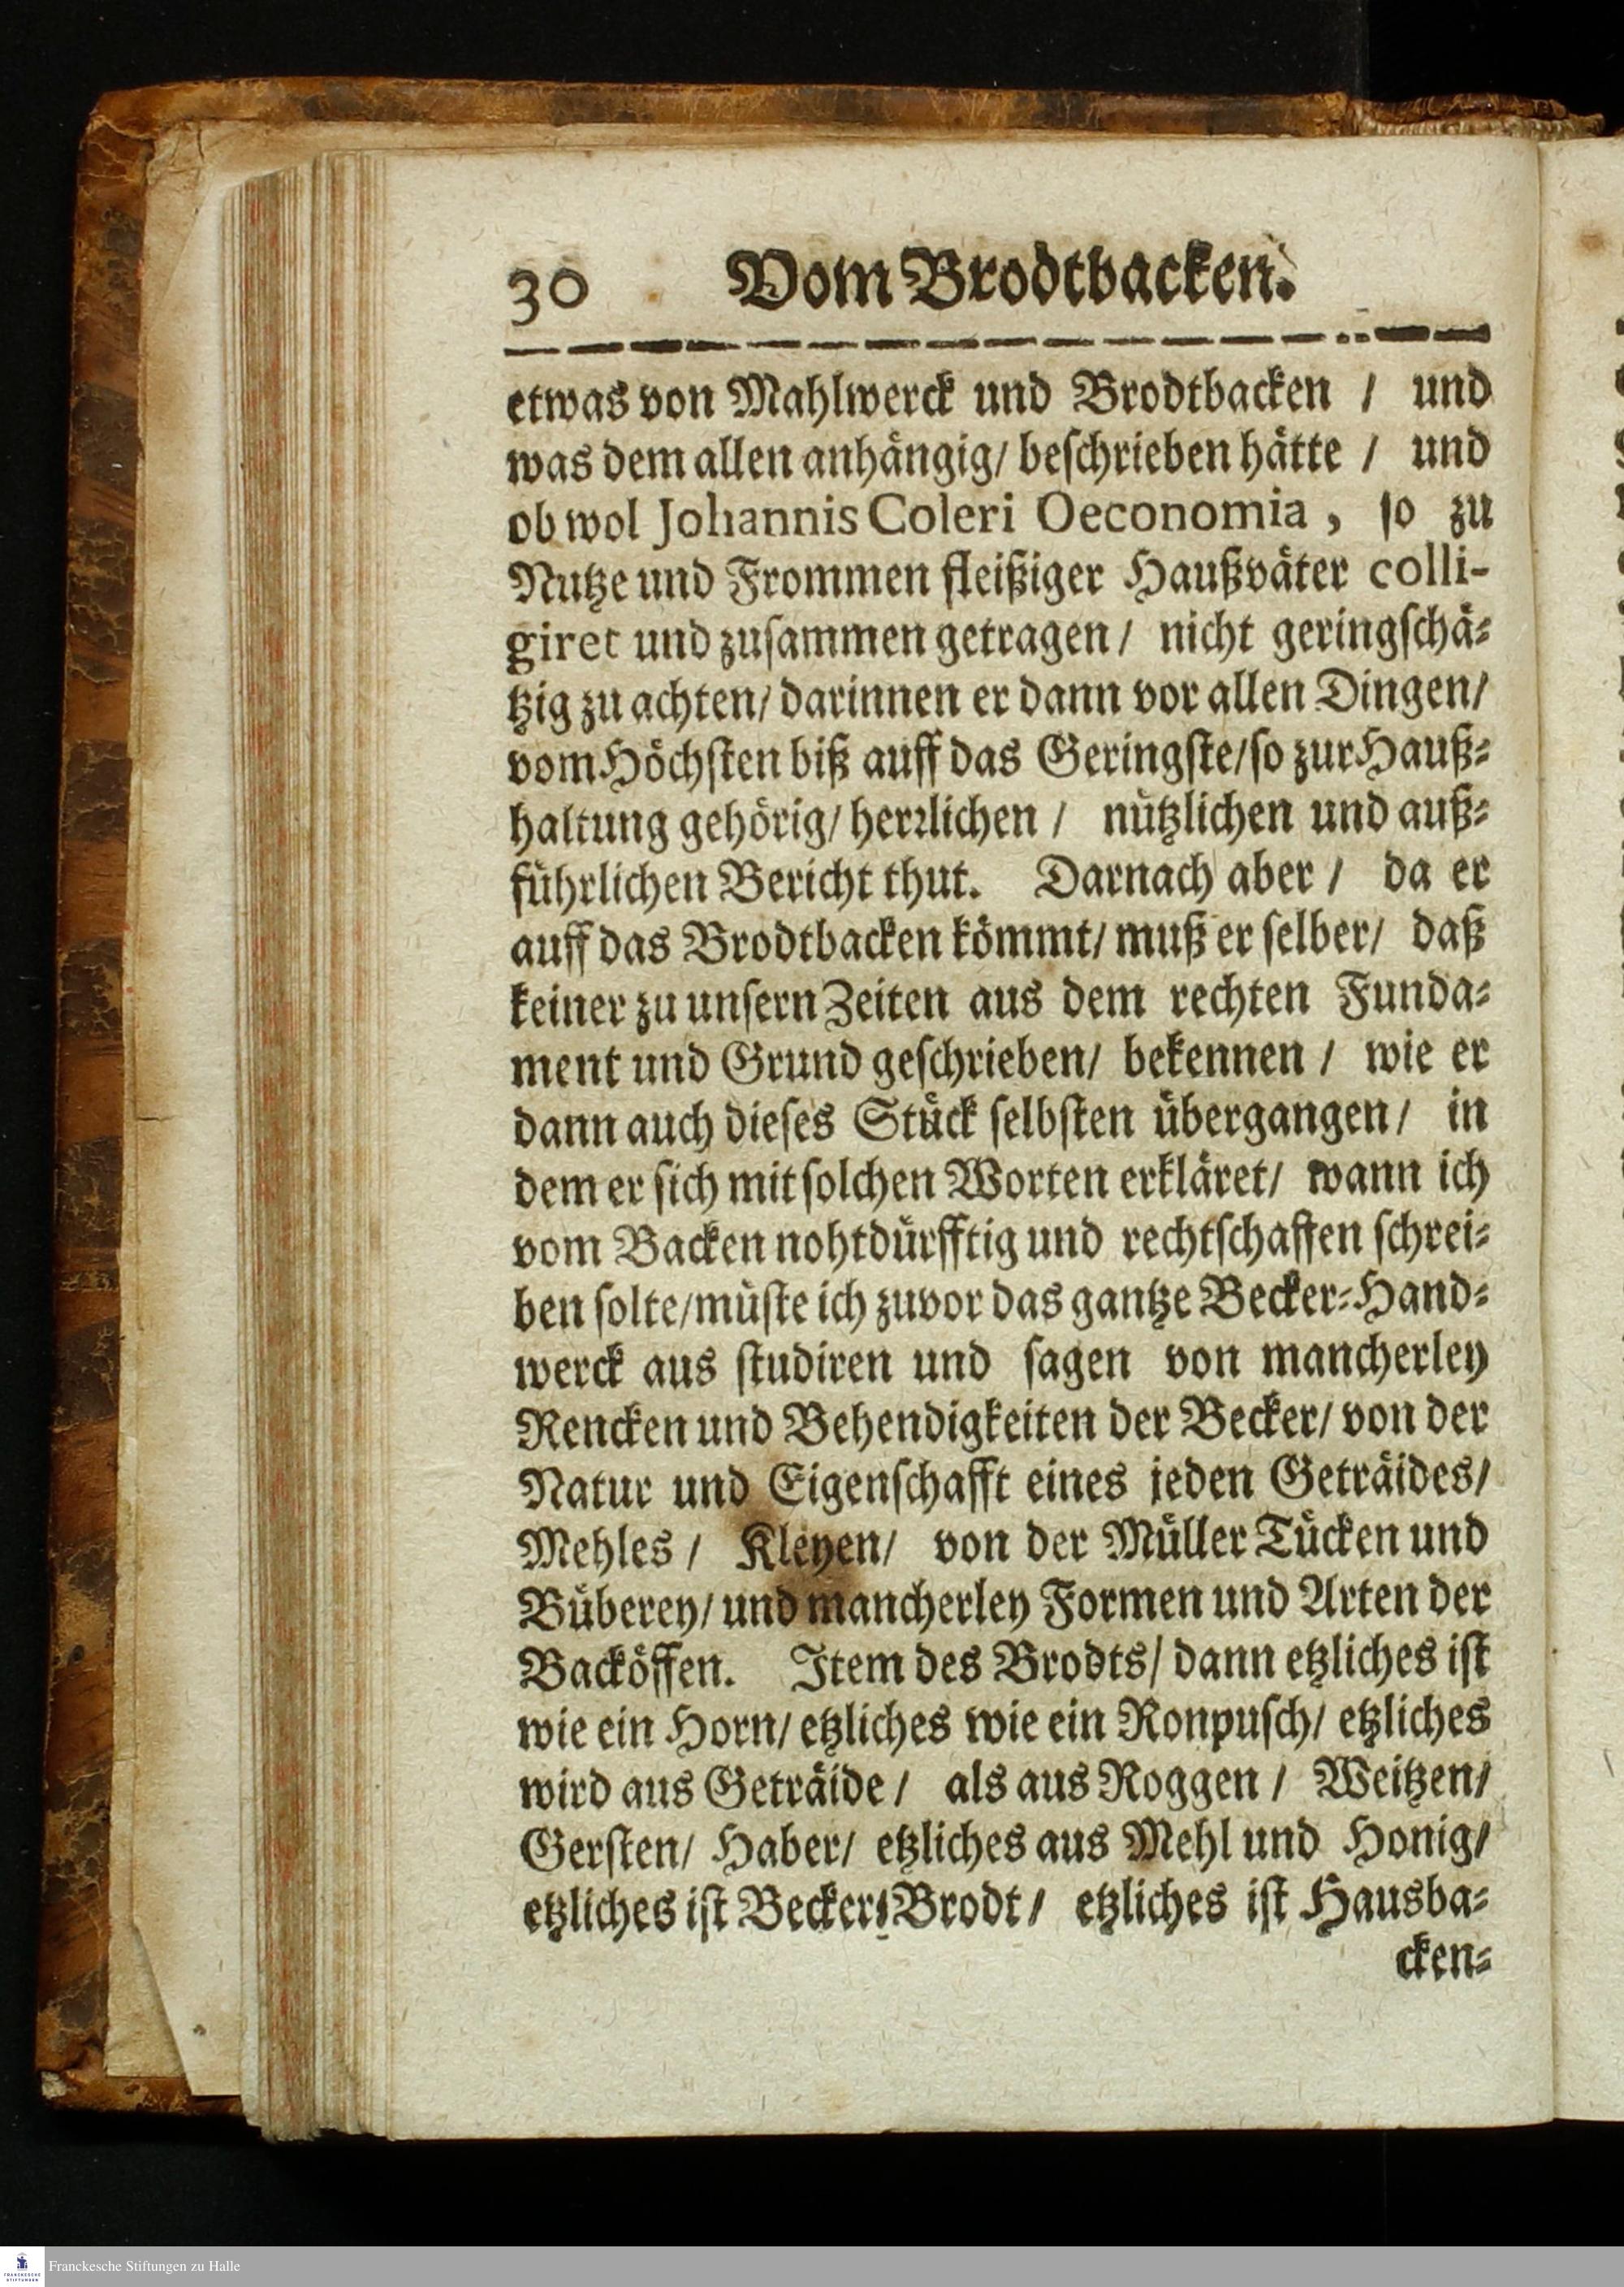 30 Vom Brodtbacken.
etwas von Mahlwerck und Brodtbacken / und
was dem allen anhängig/ beschrieben hätte / und
ob wol Johannis Coleri Oeconomia, so zu
Nutze und Frommen fleißiger Haußväter colli-
giret und zusammen getragen/ nicht geringschä-
tzig zu achten/ darinnen er dann vor allen Dingen/
vom Höchsten biß auff das Geringste/so zur Hauß-
haltung gehörig/ herrlichen / nützlichen und auß-
führlichen Bericht thut. Darnach aber / da er
auff das Brodtbacken kömmt/ muß er selber/ daß
keiner zu unsern Zeiten aus dem rechten Funda-
ment und Grund geschrieben/ bekennen / wie er
dann auch dieses Stück selbsten übergangen/ in
dem er sich mit solchen Worten erkläret/ wann ich
vom Backen nohtdürfftig und rechtschaffen schrei-
ben solte/müste ich zuvor das gantze Becker-Hand-
werck aus studiren und sagen von mancherley
Rencken und Behendigkeiten der Becker/ von der
Natur und Eigenschafft eines jeden Geträides/
Mehles / Kleyen/ von der Müller Tücken und
Büberey/ und mancherley Formen und Arten der
Backöffen. Item des Brodts/ dann etzliches ist
wie ein Horn/ etzliches wie ein Ronpusch/ etzliches
wird aus Geträide / als aus Roggen / Weitzen/
Gersten/ Haber/ etzliches aus Mehl und Honig/
etzliches ist Becker-Brodt / etzliches ist Hausba-
cken-
Franckesche Stiftungen zu Halle
FRANCKESCHE
STIFTUNGEN